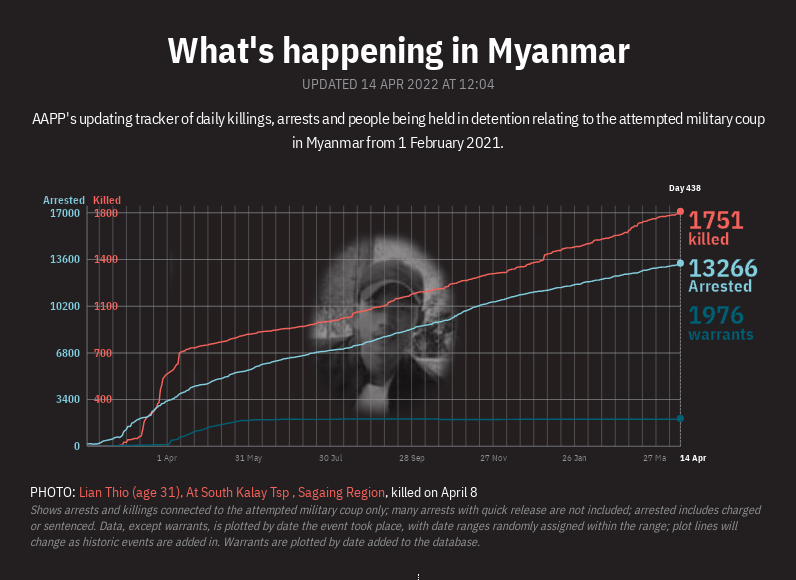 What's happening in Myanmar
UPDATED 14 APR 2022 AT 12:04
AAPP's updating tracker of daily killings, arrests and people being held in detention relating to the attempted military coup
in Myanmar from 1 February 2021.
Day 438
Arrested Killed
17000 1800
1751
killed
13600 1400
13266
Arrested
10200 1100
1976
warrants
6800 700
3400 400
0
1 Apr 31 May 30 Jul 28 Sep 27 Nov 26 Jan 27 Ma 14 Apr
PHOTO: Lian Thio (age 31), At South Kalay Tsp , Sagaing Region, killed on April 8
Shows arrests and killings connected to the attempted military coup only; many arrests with quick release are not included; arrested includes charged
or sentenced. Data, except warrants, is plotted by date the event took place, with date ranges randomly assigned within the range; plot lines will
change as historic events are added in. Warrants are plotted by date added to the database.